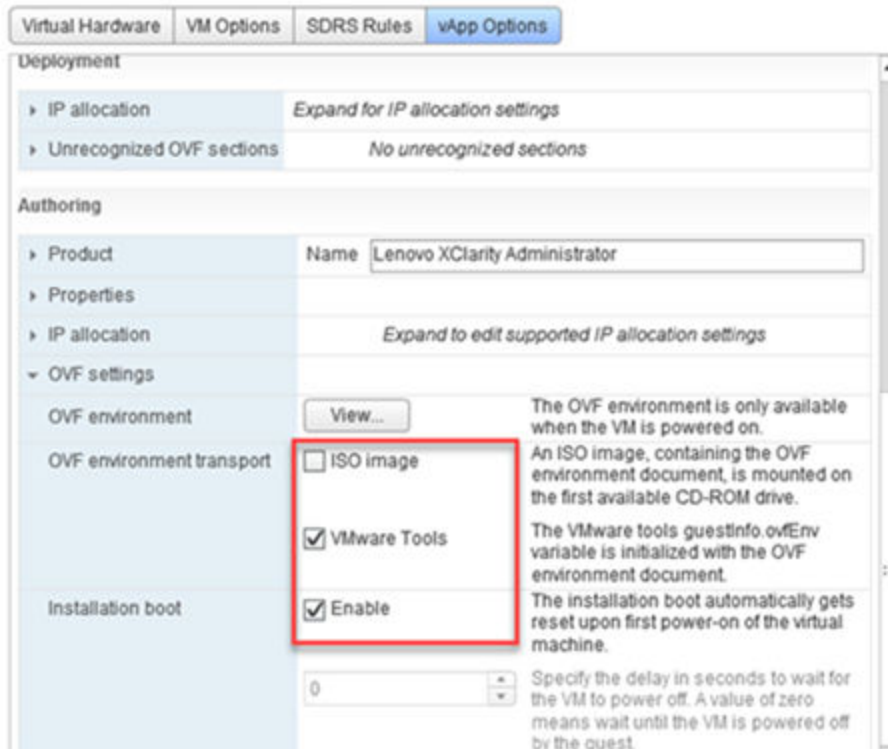 Virtual Hardware VM Options SDRS Rules vApp Options
Deployment
IP allocation Expand for IP allocation settings
Unrecognized OVF sections No unrecognized sections
Authoring
Product Name Lenovo XClarity Administrator
Properties
IP allocation Expand to edit supported IP allocation settings
OVF settings
OVF environment View... The OVF environment is only available
when the VM is powered on.
OVF environment transport ISO image An ISO image, containing the OVF
environment document, is mounted on
the first available CD-ROM drive.
VMware Tools The VMware tools guestInfo.ovfEnv
variable is initialized with the OVF
environment document.
Installation boot Enable The installation boot automatically gets
reset upon first power-on of the virtual
machine.
0 Specify the delay in seconds to wait for
the VM to power off. A value of zero
means wait until the VM is powered off
by the guest.